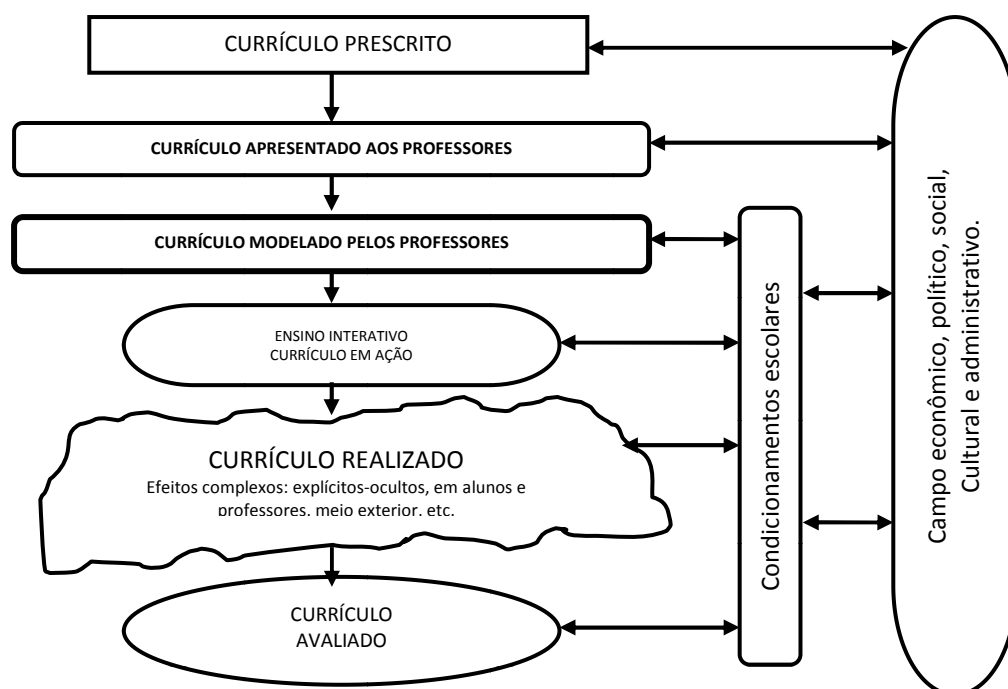 CURRÍCULO PRESCRITO
CURRÍCULO APRESENTADO AOS PROFESSORES
CURRÍCULO MODELADO PELOS PROFESSORES
ENSINO INTERATIVO
CURRÍCULO EM AÇÃO
CURRÍCULO REALIZADO
Efeitos complexos: explícitos-ocultos, em alunos e
professores, meio exterior, etc.
CURRÍCULO
AVALIADO
Condicionamentos escolares
Campo econômico, político, social,
Cultural e administrativo.